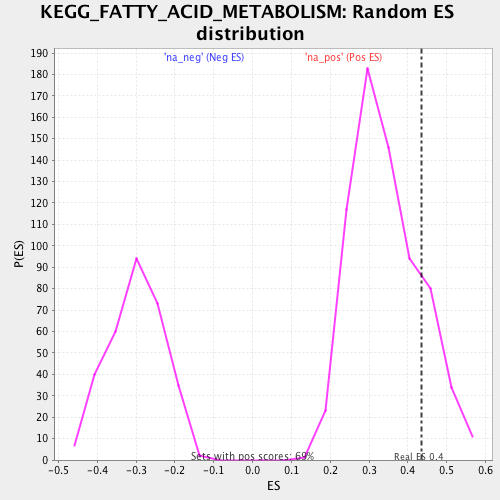 KEGG_FATTY_ACID_METABOLISM: Random ES
distribution
'na_neg' (Neg ES) 'na_pos' (Pos ES)
190
180
170
160
150
140
130
120
110
100
90
80
70
60
50
40
30
20
10
0
P(ES)
Sets with pos scores: 69%
Real ES 0.4
-0.5 -0.4 -0.3 -0.2 -0.1 0.0 0.1 0.2 0.3 0.4 0.5 0.6
ES